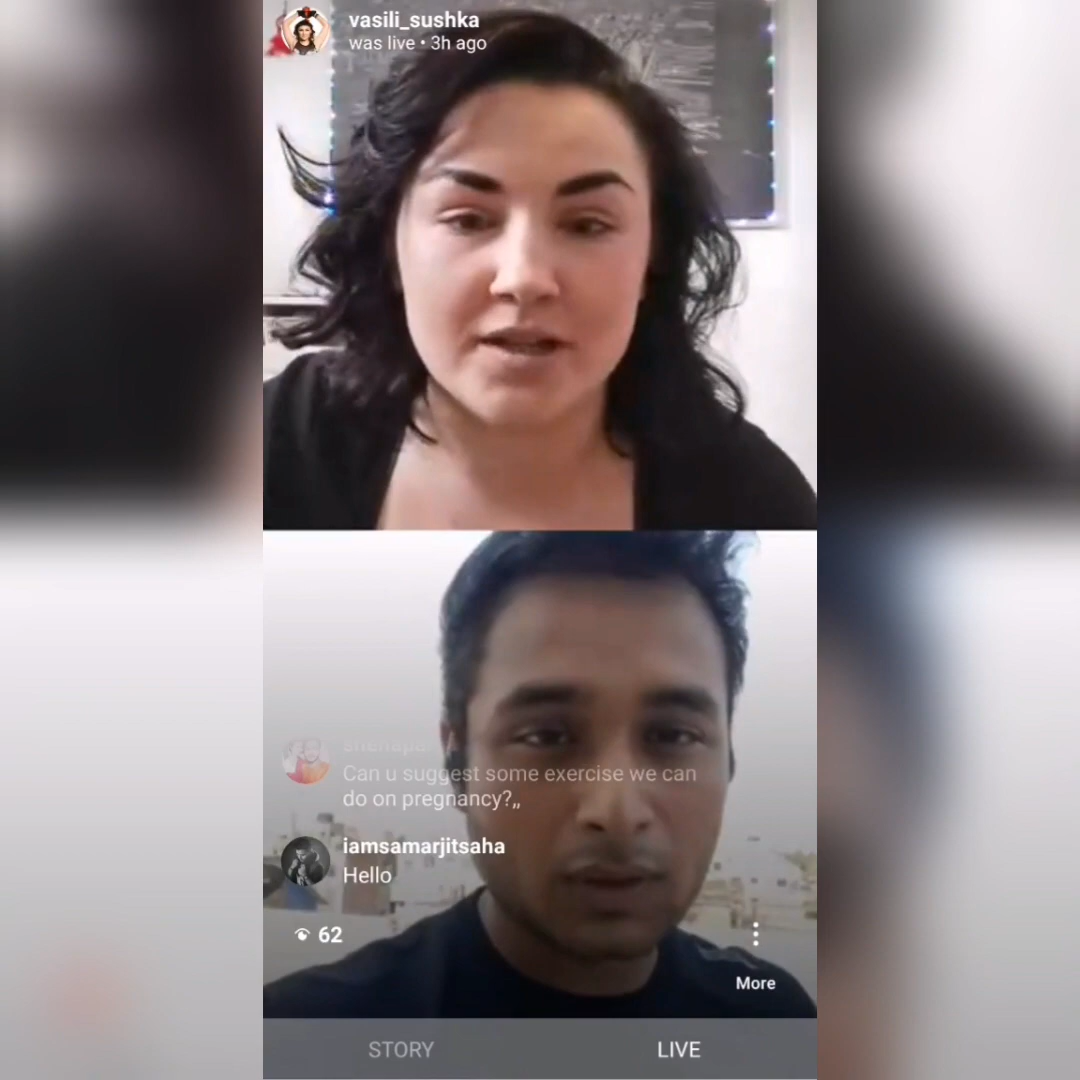 vasili_sushka
was live • 3h ago
Can u suggest some exercise we can
do on pregnancy?,,
iamsamarjitsaha
Hello
62
More
STORY
LIVE